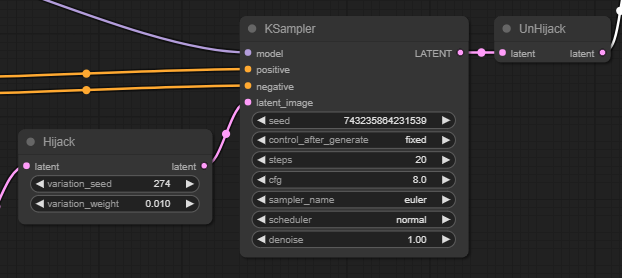 KSampler
UnHijack
model
LATENT
latent
latent
positive
negative
latent_image
seed 743235864231539
control_after_generate fixed
steps 20
cfg 8.0
sampler_name euler
scheduler normal
denoise 1.00
Hijack
latent
latent
variation_seed 274
variation_weight 0.010